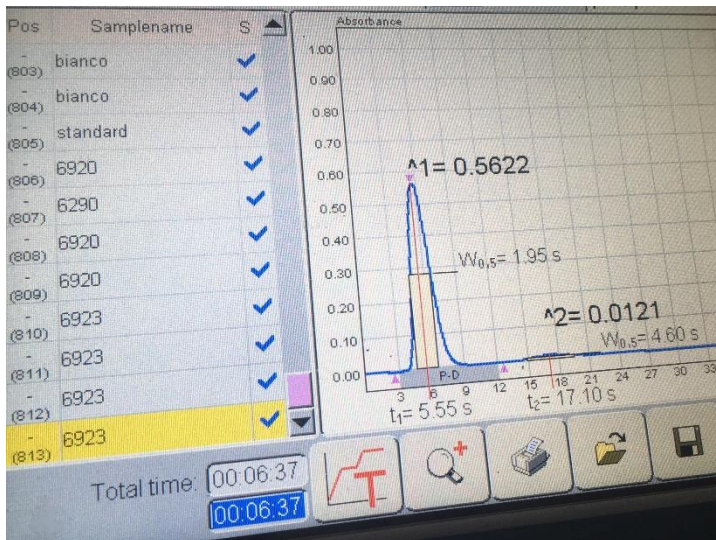 Pos Samplename S
-
(803) bianco
-
(804) bianco
-
(805) standard
-
(806) 6920
-
(807) 6290
-
(808) 6920
-
(809) 6920
-
(810) 6923
-
(811) 6923
-
(812) 6923
-
(813) 6923
Total time: 00:06:37
00:06:37
Absorbance
1.00
0.90
0.80
0.70
0.60
0.50
0.40
0.30
0.20
0.10
0.00
^1= 0.5622
W0,5= 1.95 s
^2= 0.0121
W0,5= 4.60 s
P-D
3 6 9 12 15 18 21 24 27 30 33
t1= 5.55 s t2= 17.10 s
T